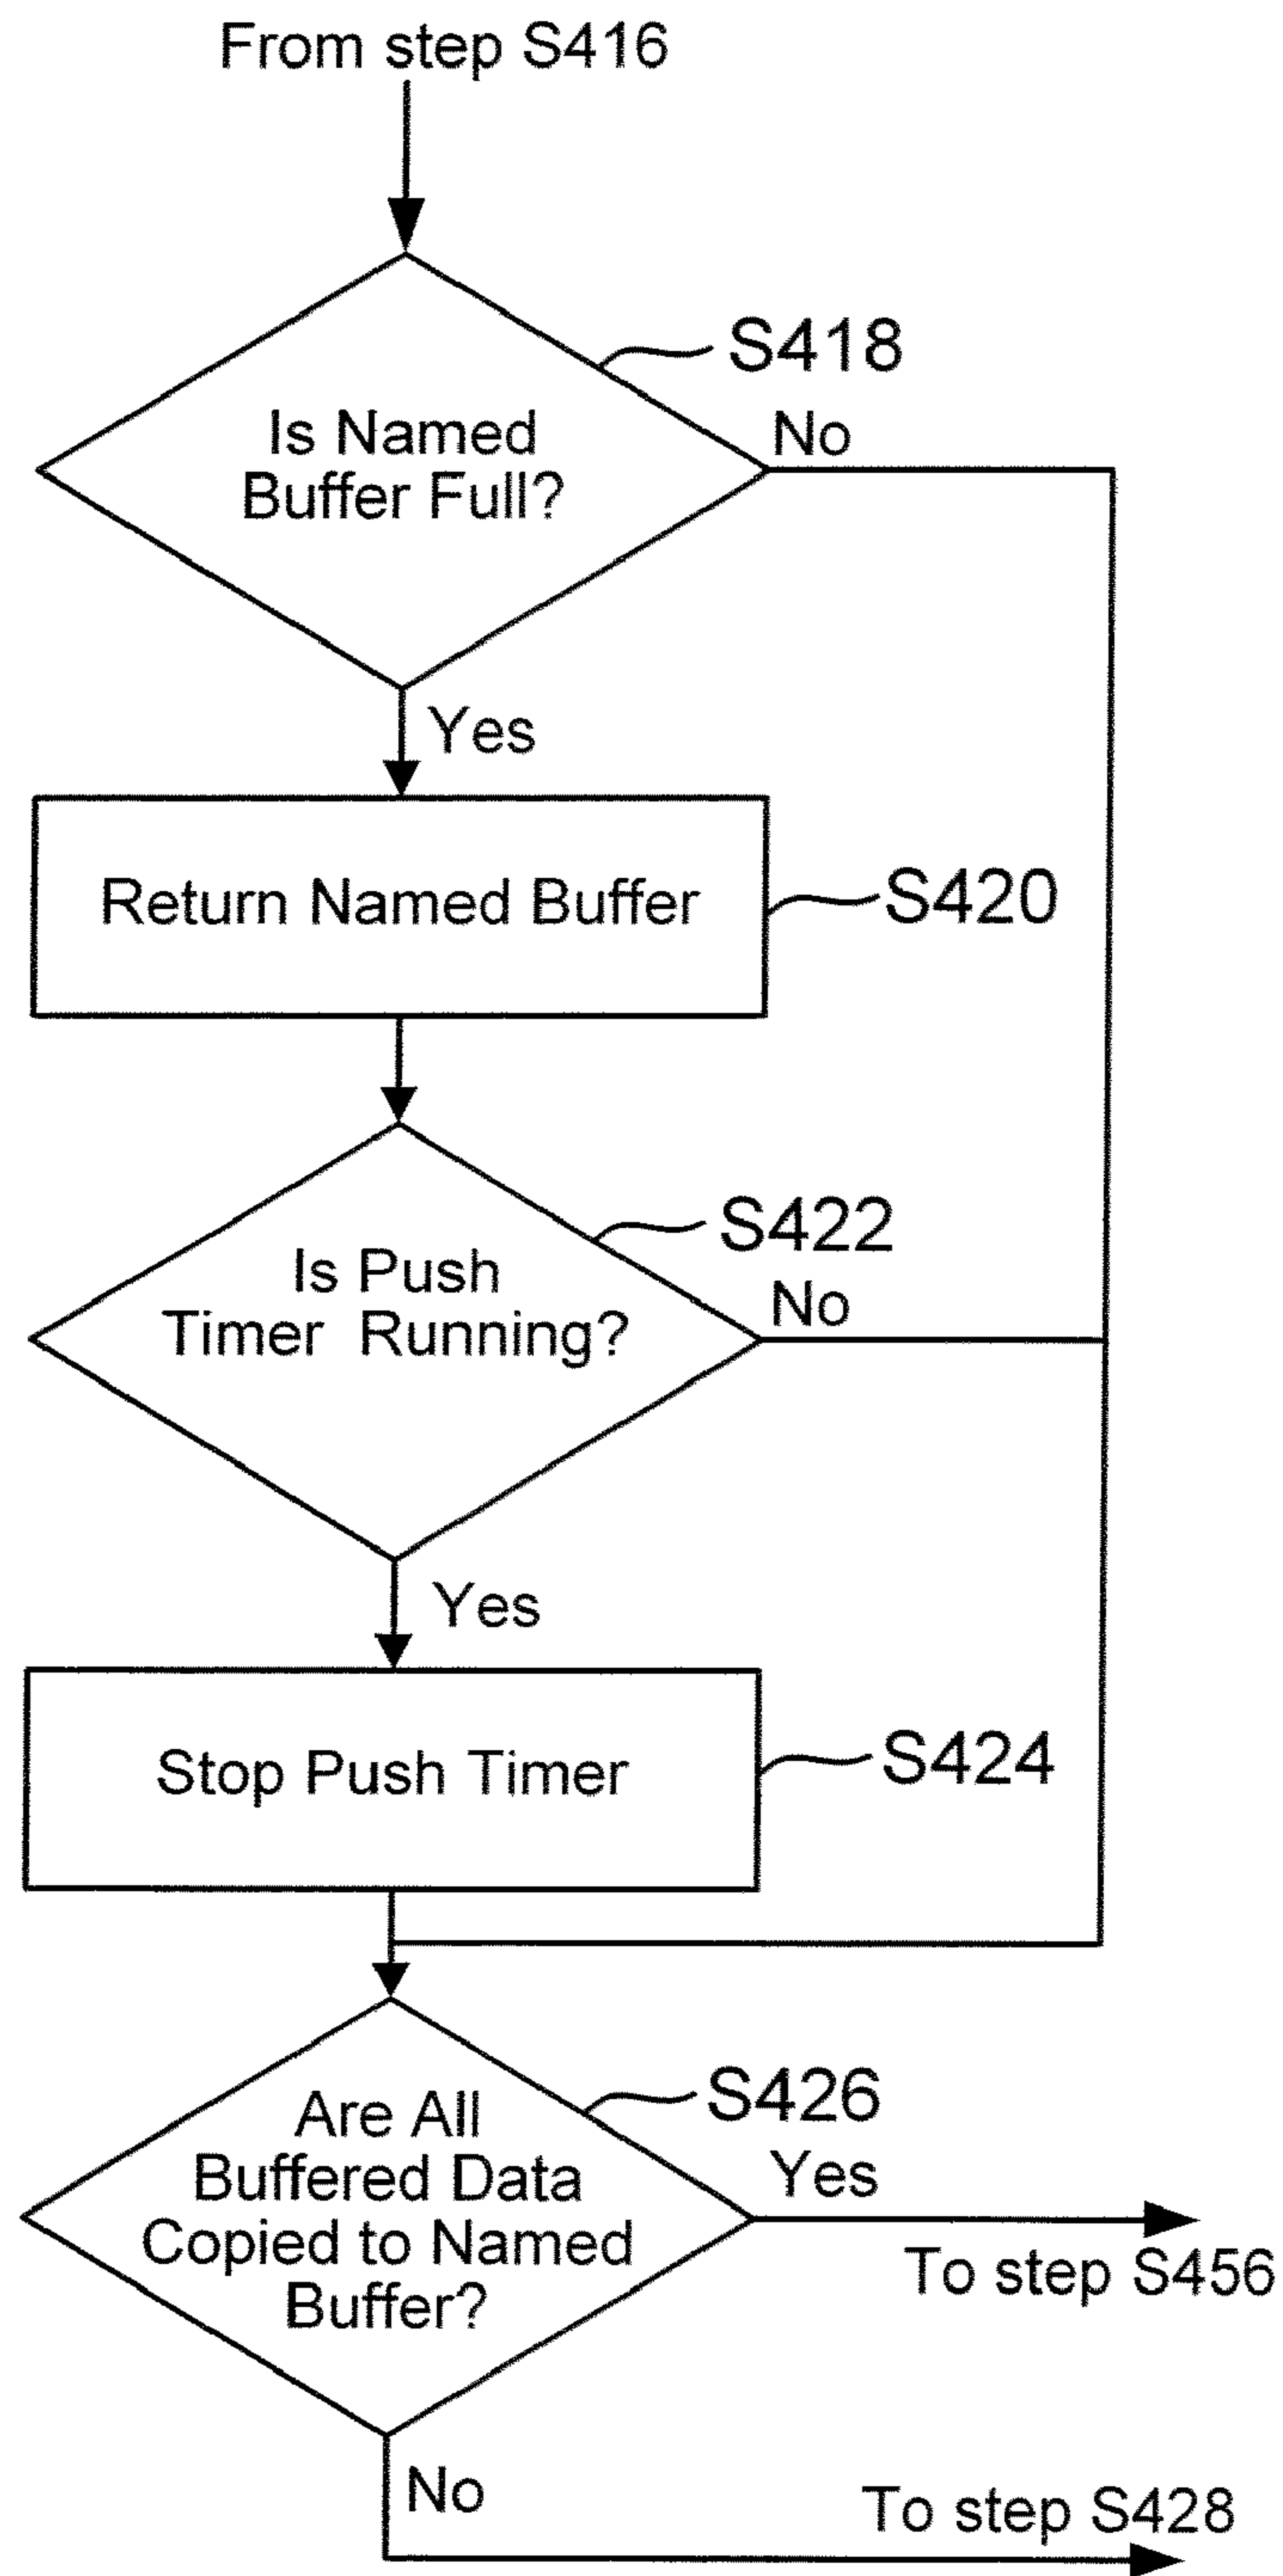 From step S416
S418
Is Named
Buffer Full?
No
Yes
Return Named Buffer
S420
S422
Is Push
Timer Running?
No
Yes
Stop Push Timer
S424
S426
Are All
Buffered Data
Copied to Named
Buffer?
Yes
To step S456
No
To step S428